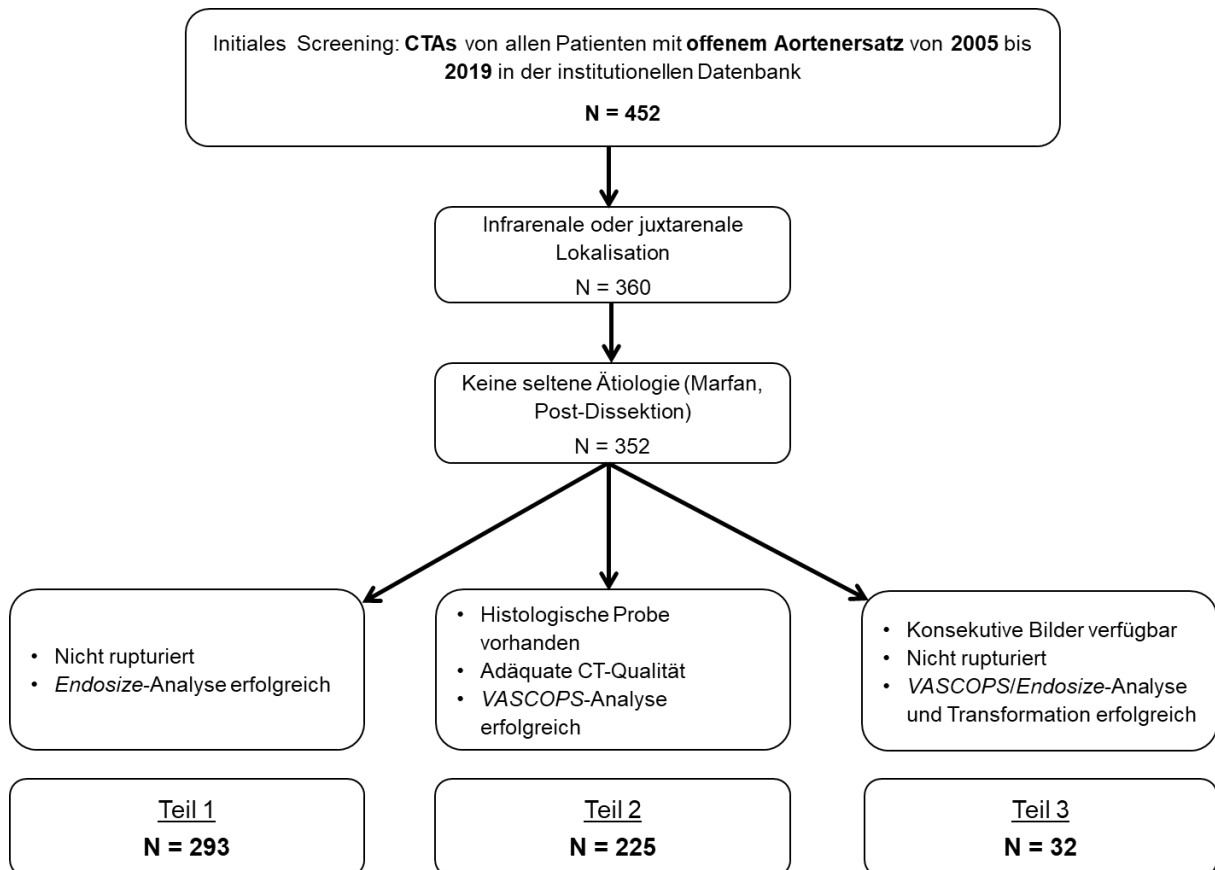 Initiales Screening: CTAs von allen Patienten mit offenem Aortenersatz von 2005 bis
2019 in der institutionellen Datenbank
N = 452
Infrarenale oder juxtarenale
Lokalisation
N = 360
Keine seltene Ätiologie (Marfan,
Post-Dissektion)
N = 352
• Nicht rupturiert
• Endosize-Analyse erfolgreich
• Histologische Probe
vorhanden
• Adäquate CT-Qualität
• VASCOPS-Analyse
erfolgreich
• Konsekutive Bilder verfügbar
• Nicht rupturiert
• VASCOPS/Endosize-Analyse
und Transformation erfolgreich
Teil 1
N = 293
Teil 2
N = 225
Teil 3
N = 32